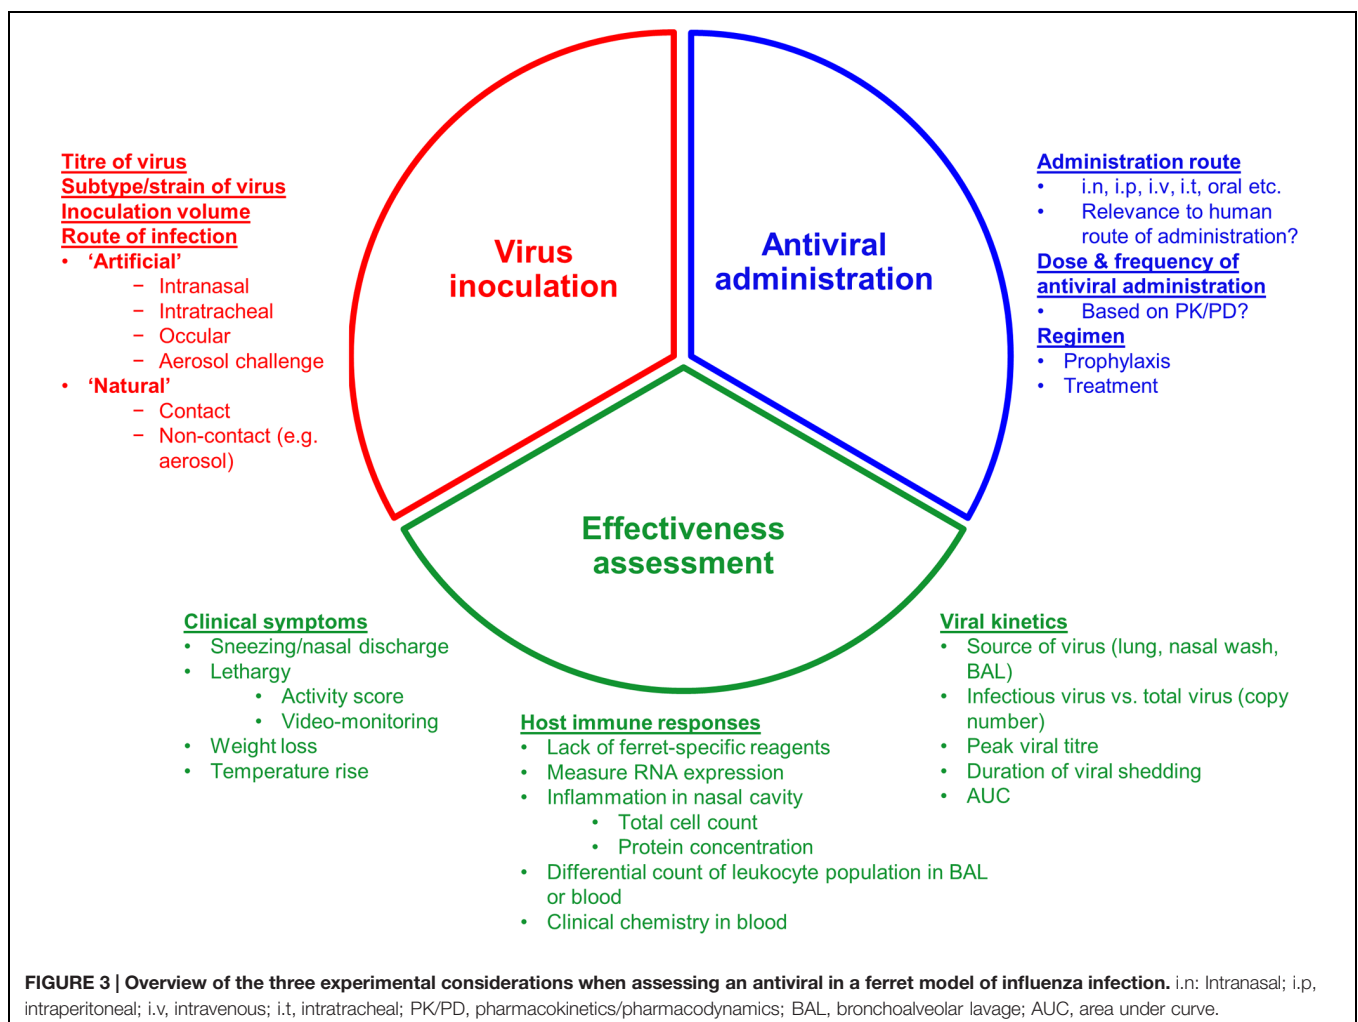 Titre of virus
Subtype/strain of virus
Inoculation volume
Route of infection
• ‘Artificial’
− Intranasal
− Intratracheal
− Occular
− Aerosol challenge
• ‘Natural’
− Contact
− Non-contact (e.g.
aerosol)
Virus
inoculation
Antiviral
administration
Administration route
• i.n, i.p, i.v, i.t, oral etc.
• Relevance to human
route of administration?
Dose & frequency of
antiviral administration
• Based on PK/PD?
Regimen
• Prophylaxis
• Treatment
Effectiveness
assessment
Clinical symptoms
• Sneezing/nasal discharge
• Lethargy
• Activity score
• Video-monitoring
• Weight loss
• Temperature rise
Host immune responses
• Lack of ferret-specific reagents
• Measure RNA expression
• Inflammation in nasal cavity
• Total cell count
• Protein concentration
• Differential count of leukocyte population in BAL
or blood
• Clinical chemistry in blood
Viral kinetics
• Source of virus (lung, nasal wash,
BAL)
• Infectious virus vs. total virus (copy
number)
• Peak viral titre
• Duration of viral shedding
• AUC
FIGURE 3 | Overview of the three experimental considerations when assessing an antiviral in a ferret model of influenza infection. i.n: Intranasal; i.p,
intraperitoneal; i.v, intravenous; i.t, intratracheal; PK/PD, pharmacokinetics/pharmacodynamics; BAL, bronchoalveolar lavage; AUC, area under curve.